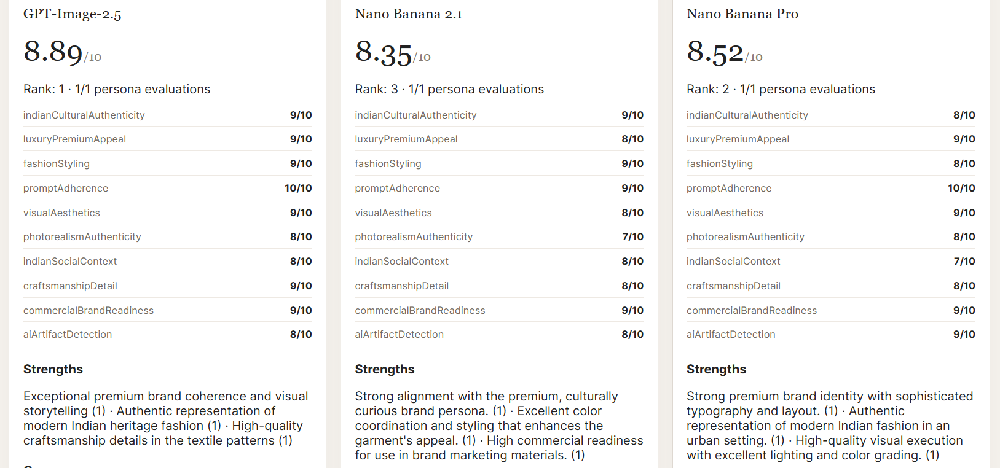 GPT-Image-2.5
8.89/10
Rank: 1 · 1/1 persona evaluations
indianCulturalAuthenticity 9/10
luxuryPremiumAppeal 9/10
fashionStyling 9/10
promptAdherence 10/10
visualAesthetics 9/10
photorealismAuthenticity 8/10
indianSocialContext 8/10
craftsmanshipDetail 9/10
commercialBrandReadiness 9/10
aiArtifactDetection 8/10
Strengths
Exceptional premium brand coherence and visual
storytelling (1) · Authentic representation of
modern Indian heritage fashion (1) · High-quality
craftsmanship details in the textile patterns (1)
Nano Banana 2.1
8.35/10
Rank: 3 · 1/1 persona evaluations
indianCulturalAuthenticity 9/10
luxuryPremiumAppeal 8/10
fashionStyling 9/10
promptAdherence 9/10
visualAesthetics 8/10
photorealismAuthenticity 7/10
indianSocialContext 8/10
craftsmanshipDetail 8/10
commercialBrandReadiness 9/10
aiArtifactDetection 8/10
Strengths
Strong alignment with the premium, culturally
curious brand persona. (1) · Excellent color
coordination and styling that enhances the
garment's appeal. (1) · High commercial readiness
for use in brand marketing materials. (1)
Nano Banana Pro
8.52/10
Rank: 2 · 1/1 persona evaluations
indianCulturalAuthenticity 8/10
luxuryPremiumAppeal 9/10
fashionStyling 8/10
promptAdherence 10/10
visualAesthetics 9/10
photorealismAuthenticity 8/10
indianSocialContext 7/10
craftsmanshipDetail 8/10
commercialBrandReadiness 9/10
aiArtifactDetection 9/10
Strengths
Strong premium brand identity with sophisticated
typography and layout. (1) · Authentic
representation of modern Indian fashion in an
urban setting. (1) · High-quality visual execution
with excellent lighting and color grading. (1)